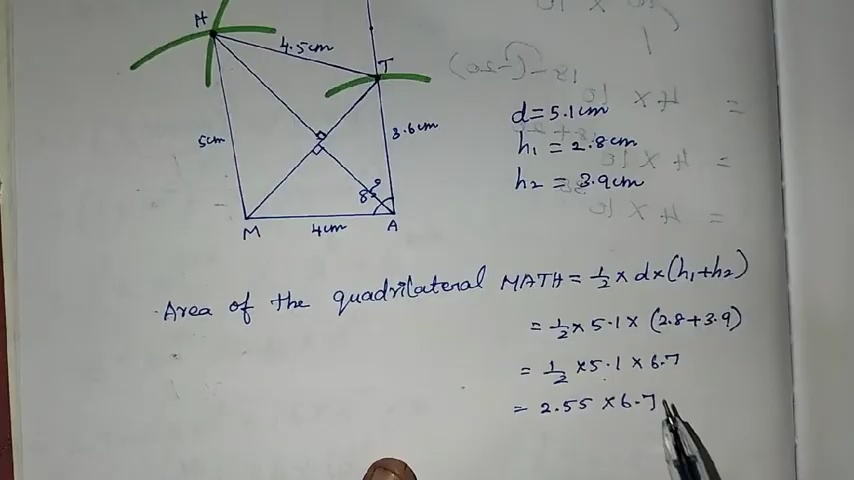 H
4.5cm
T
5cm
3.6cm
M
4cm
A
d = 5.1cm
h₁ = 2.8cm
h₂ = 3.9cm
Area of the quadrilateral MATH = 1/2 x d x (h₁+h₂)
= 1/2 x 5.1 x (2.8+3.9)
= 1/2 x 5.1 x 6.7
= 2.55 x 6.7